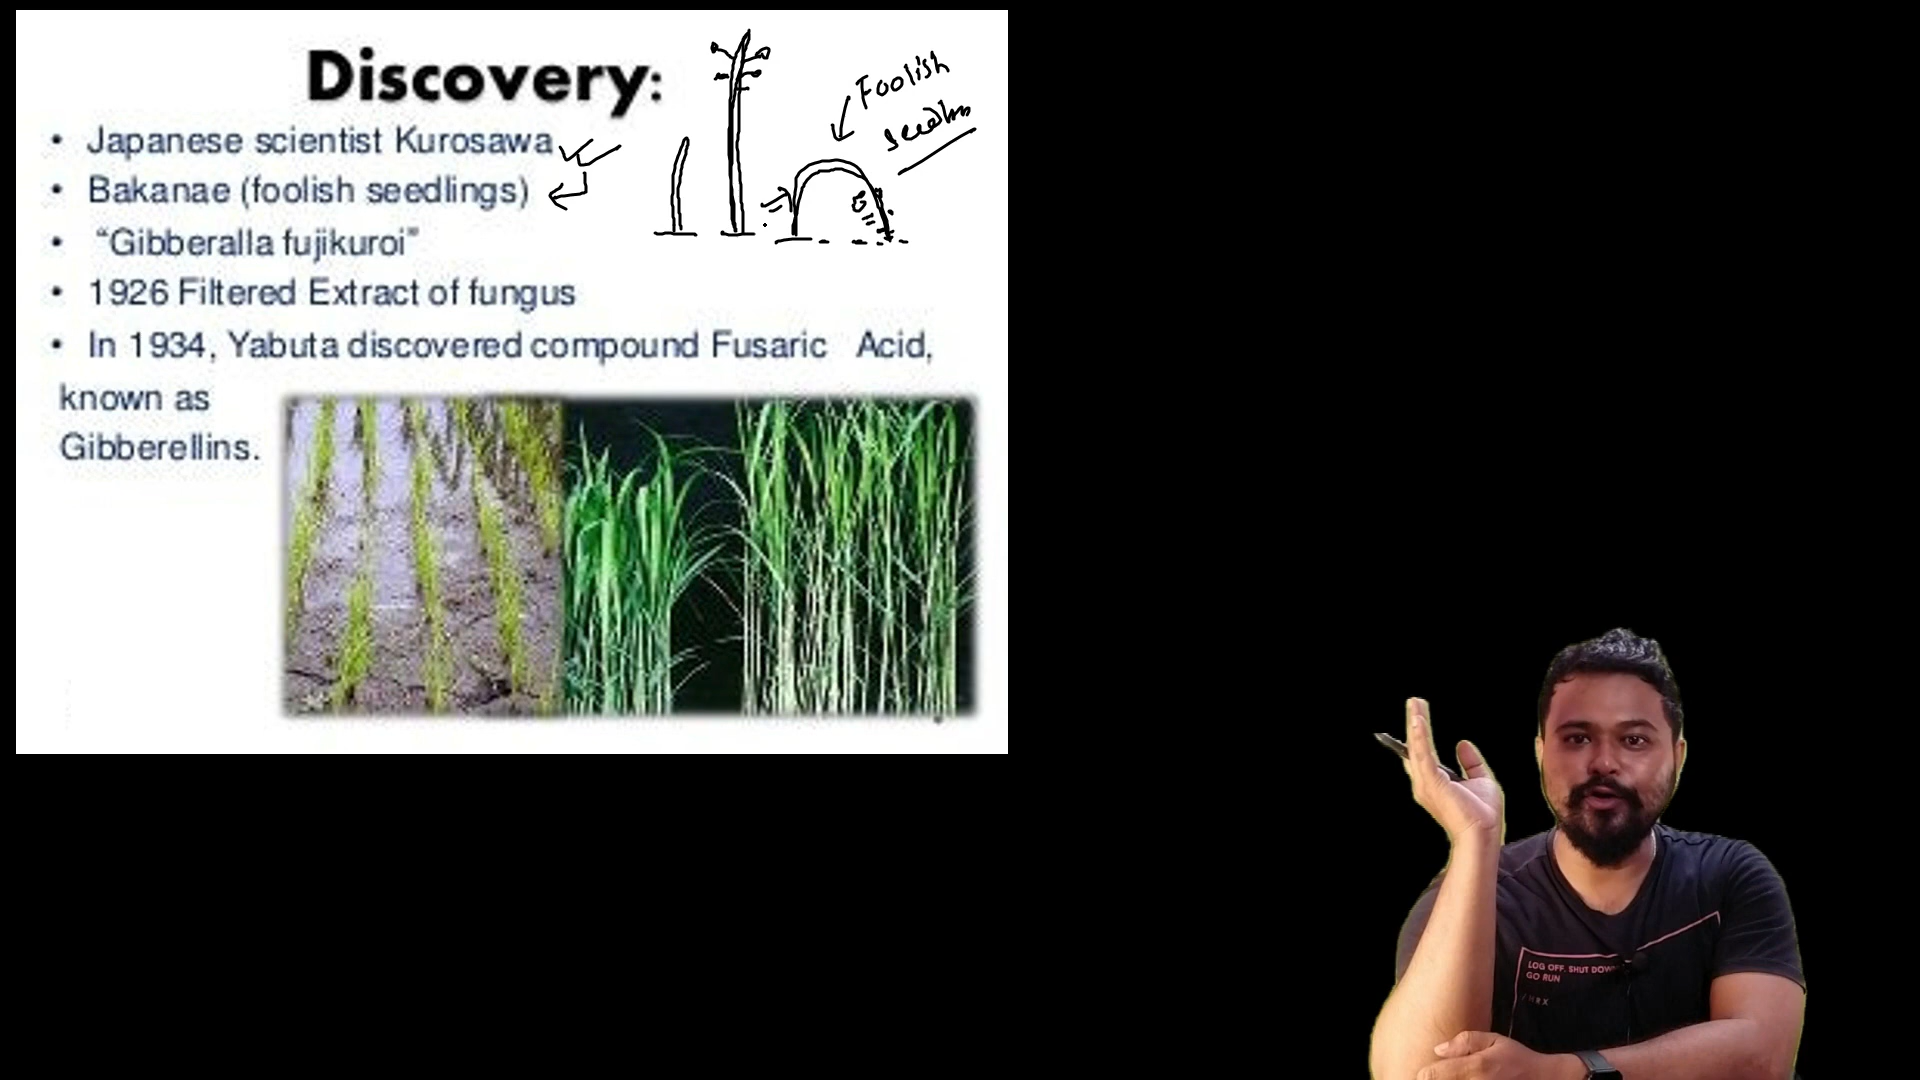 Discovery:
• Japanese scientist Kurosawa
• Bakanae (foolish seedlings)
• “Gibberalla fujikuroi”
• 1926 Filtered Extract of fungus
• In 1934, Yabuta discovered compound Fusaric Acid,
known as
Gibberellins.
Foolish
LOG OFF. SHUT DOWN
GO RUN
/HRX